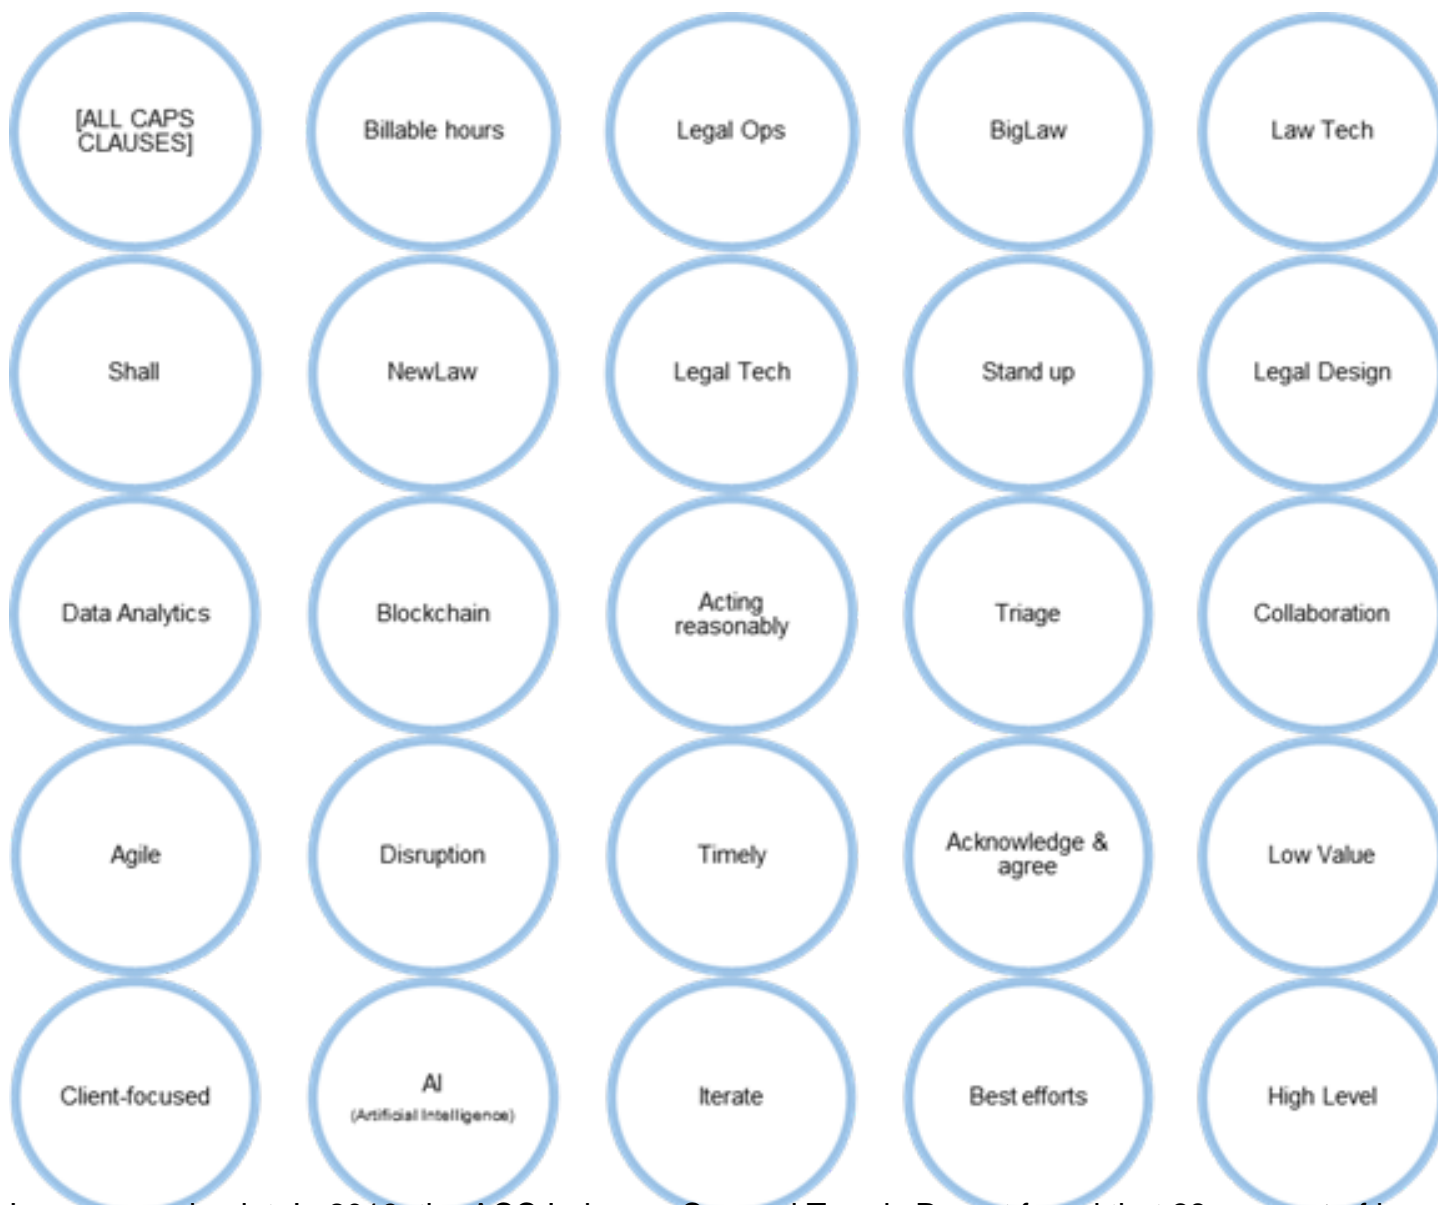 [ALL CAPS
CLAUSES]
Billable hours
Legal Ops
BigLaw
Law Tech
Shall
NewLaw
Legal Tech
Stand up
Legal Design
Data Analytics
Blockchain
Acting
reasonably
Triage
Collaboration
Agile
Disruption
Timely
Acknowledge &
agree
Low Value
Client-focused
AI
(Artificial Intelligence)
Iterate
Best efforts
High Level